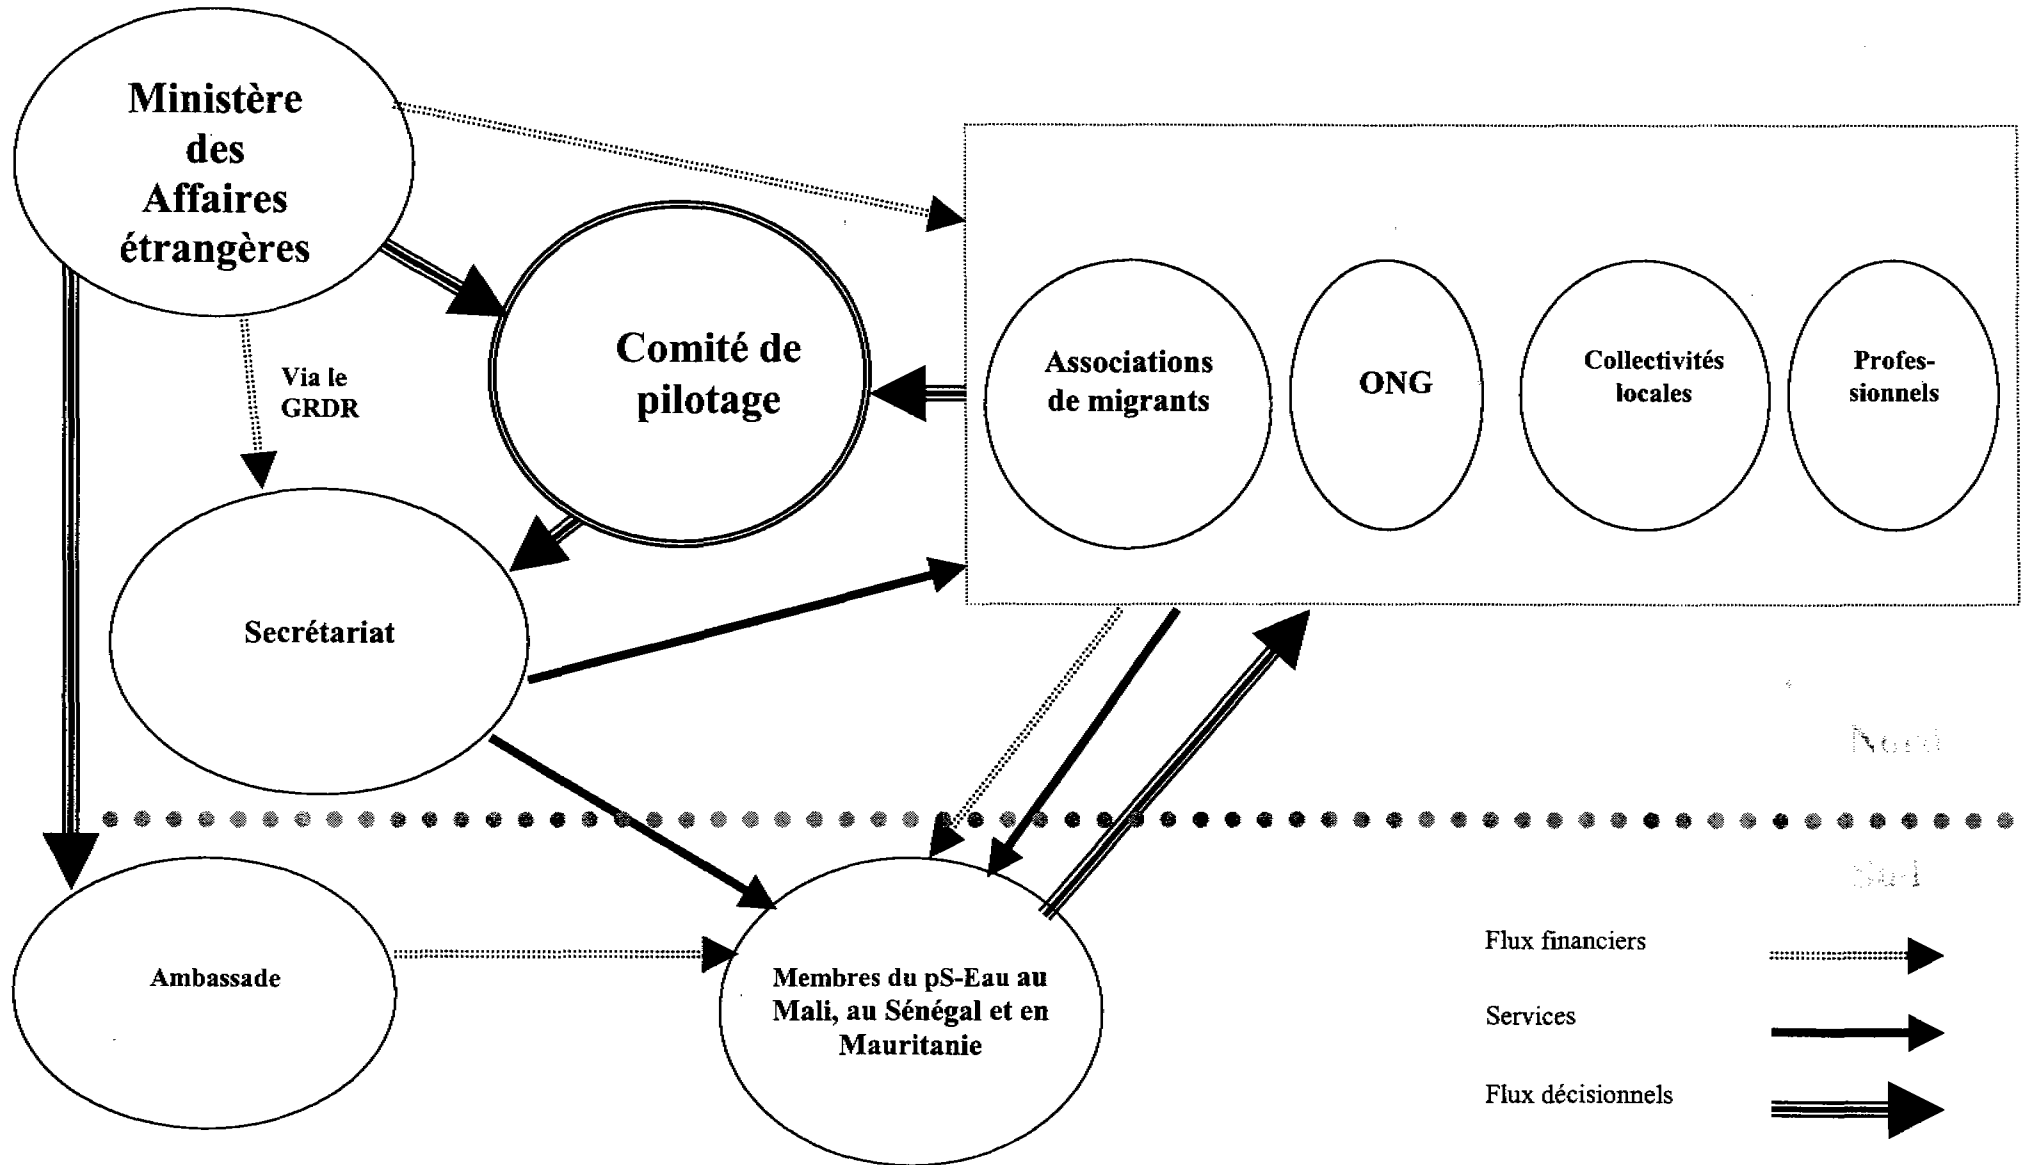 Ministère
des
Affaires
étrangères
Via le
GRDR
Comité de
pilotage
Associations
de migrants
ONG
Collectivités
locales
Profes-
sionnels
Secrétariat
Nord
Sud
Ambassade
Membres du pS-Eau au
Mali, au Sénégal et en
Mauritanie
Flux financiers
Services
Flux décisionnels